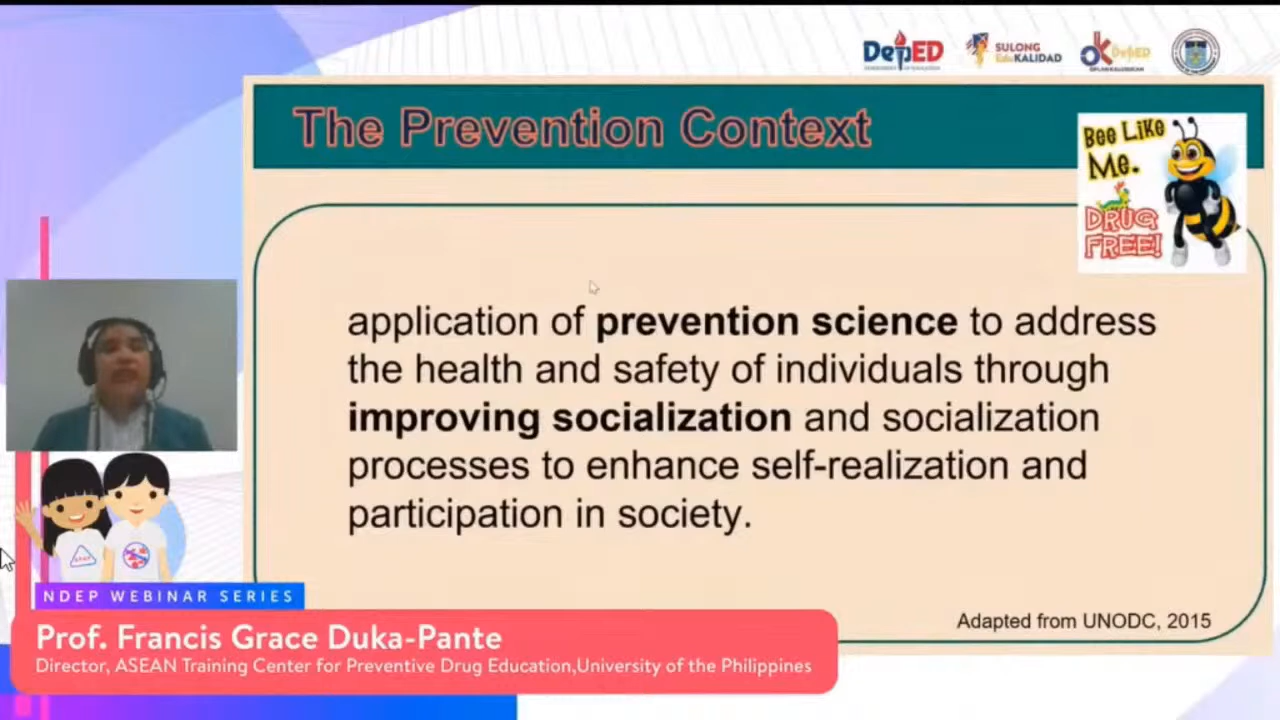 DepED
SULONG
EduKALIDAD
OK DepED
The Prevention Context
Bee Like
Me.
DRUG
FREE!
application of prevention science to address
the health and safety of individuals through
improving socialization and socialization
processes to enhance self-realization and
participation in society.
Adapted from UNODC, 2015
NDEP WEBINAR SERIES
Prof. Francis Grace Duka-Pante
Director, ASEAN Training Center for Preventive Drug Education,University of the Philippines